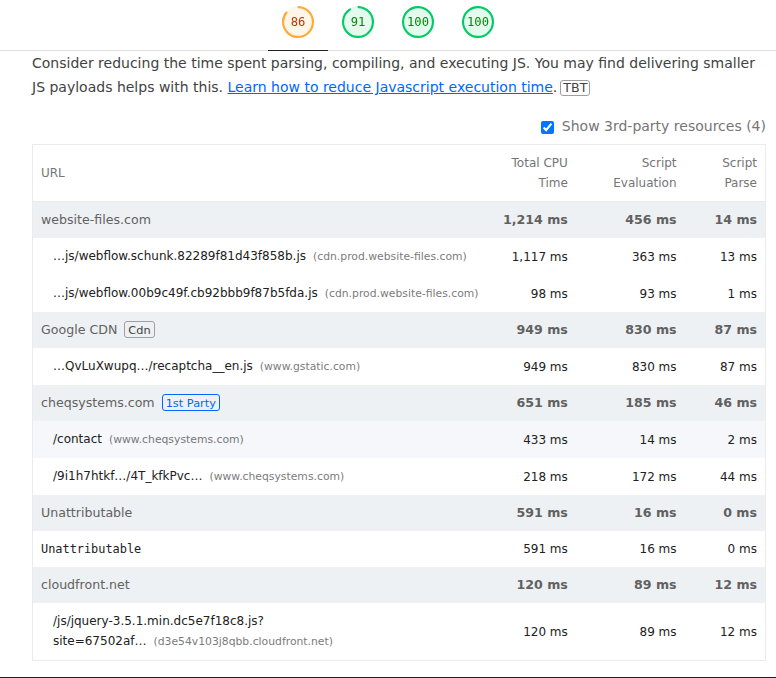 86 91 100 100
Consider reducing the time spent parsing, compiling, and executing JS. You may find delivering smaller
JS payloads helps with this. Learn how to reduce Javascript execution time. TBT
Show 3rd-party resources (4)
URL Total CPU Time Script Evaluation Script Parse
website-files.com 1,214 ms 456 ms 14 ms
…js/webflow.schunk.82289f81d43f858b.js (cdn.prod.website-files.com) 1,117 ms 363 ms 13 ms
…js/webflow.00b9c49f.cb92bbb9f87b5fda.js (cdn.prod.website-files.com) 98 ms 93 ms 1 ms
Google CDN Cdn 949 ms 830 ms 87 ms
…QvLuXwupq…/recaptcha__en.js (www.gstatic.com) 949 ms 830 ms 87 ms
cheqsystems.com 1st Party 651 ms 185 ms 46 ms
/contact (www.cheqsystems.com) 433 ms 14 ms 2 ms
/9i1h7htkf…/4T_kfkPvc… (www.cheqsystems.com) 218 ms 172 ms 44 ms
Unattributable 591 ms 16 ms 0 ms
Unattributable 591 ms 16 ms 0 ms
cloudfront.net 120 ms 89 ms 12 ms
/js/jquery-3.5.1.min.dc5e7f18c8.js?
site=67502af… (d3e54v103j8qbb.cloudfront.net) 120 ms 89 ms 12 ms